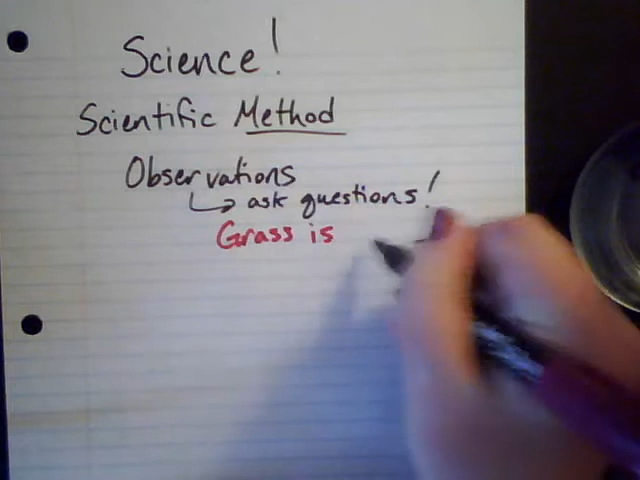 Science!
Scientific Method
Observations
↳ ask questions!
Grass is